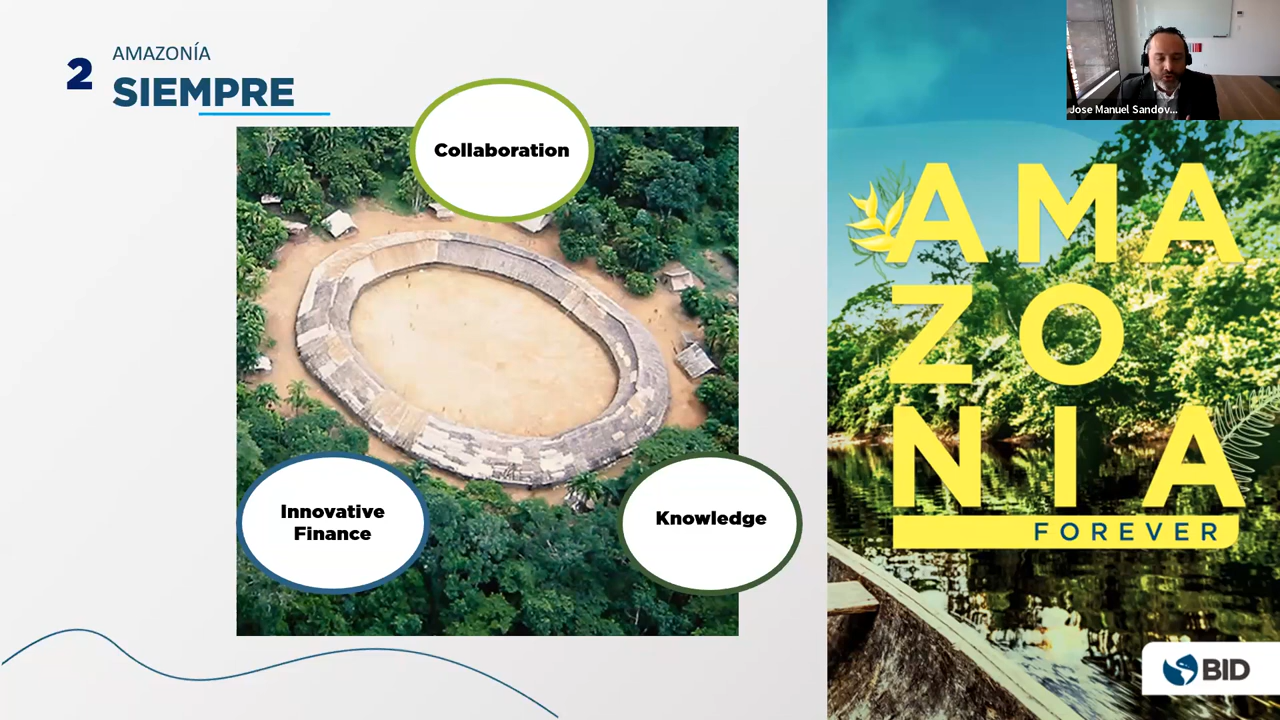 2
AMAZONÍA
SIEMPRE
Collaboration
Innovative
Finance
Knowledge
Jose Manuel Sandov...
AMA
ZO
NIA
FOREVER
BID